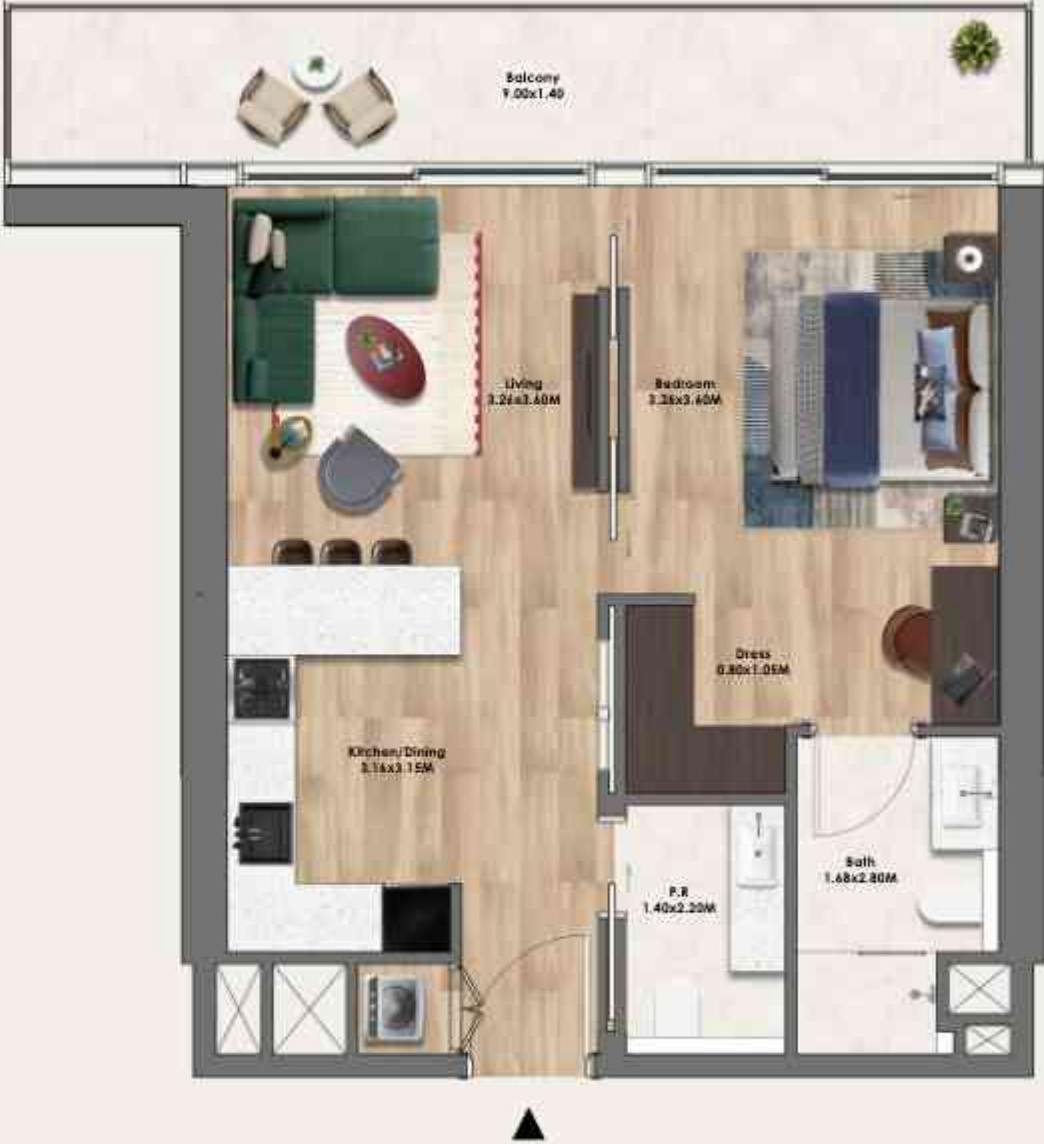 Balcony
9.00x1.40
Living
3.26x3.60M
Bedroom
3.26x3.60M
Dress
0.80x1.05M
Kitchen/Dining
3.16x3.15M
Bath
1.68x2.80M
P.R
1.40x2.20M